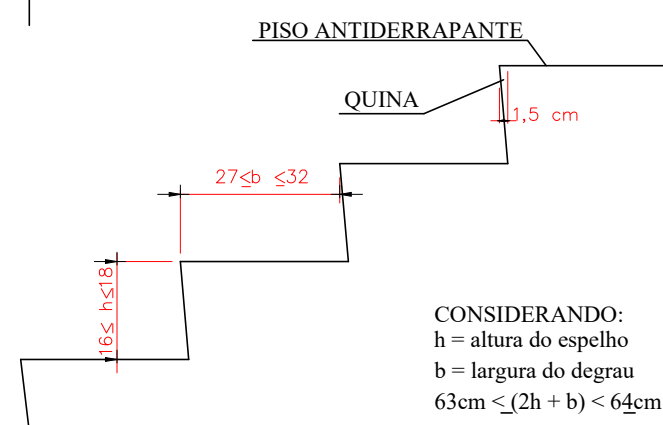 PISO ANTIDERRAPANTE
QUINA
1,5 cm
27≤b ≤32
16≤ h≤18
CONSIDERANDO:
h = altura do espelho
b = largura do degrau
63cm ≤ (2h + b) ≤ 64cm